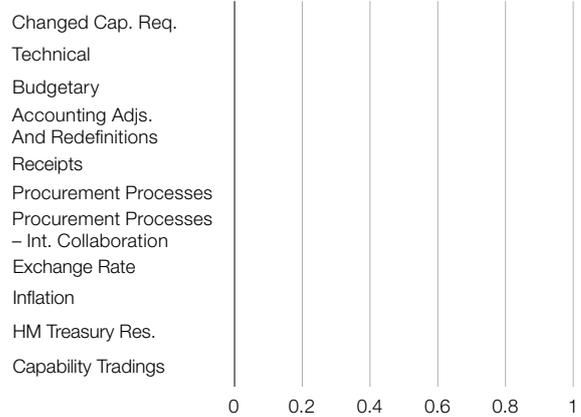 Changed Cap. Req.
Technical
Budgetary
Accounting Adjs.
And Redefinitions
Receipts
Procurement Processes
Procurement Processes
– Int. Collaboration
Exchange Rate
Inflation
HM Treasury Res.
Capability Tradings
0 0.2 0.4 0.6 0.8 1